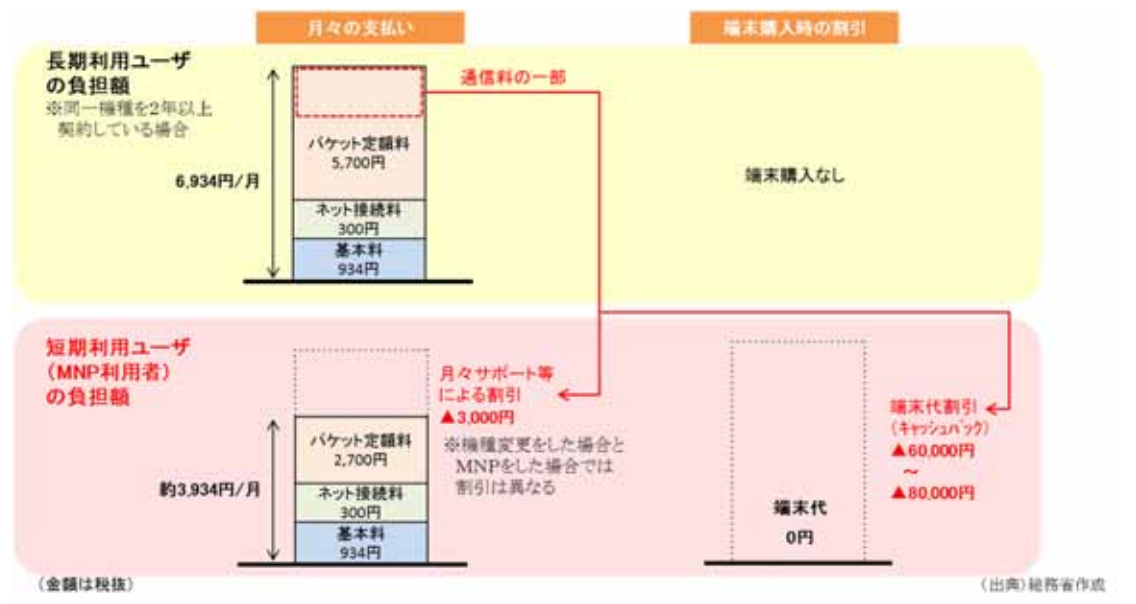 月々の支払い
端末購入時の割引
長期利用ユーザ
の負担額
※同一機種を2年以上
契約している場合
6,934円/月
パケット定額料
5,700円
ネット接続料
300円
基本料
934円
通信料の一部
端末購入なし
短期利用ユーザ
（MNP利用者）
の負担額
約3,934円/月
パケット定額料
2,700円
ネット接続料
300円
基本料
934円
月々サポート等
による割引
▲3,000円
※機種変更をした場合と
MNPをした場合では
割引は異なる
端末代
0円
端末代割引
（ｷｬｯｼｭﾊﾞｯｸ）
▲60,000円
～
▲80,000円
（金額は税抜）
（出典）総務省作成